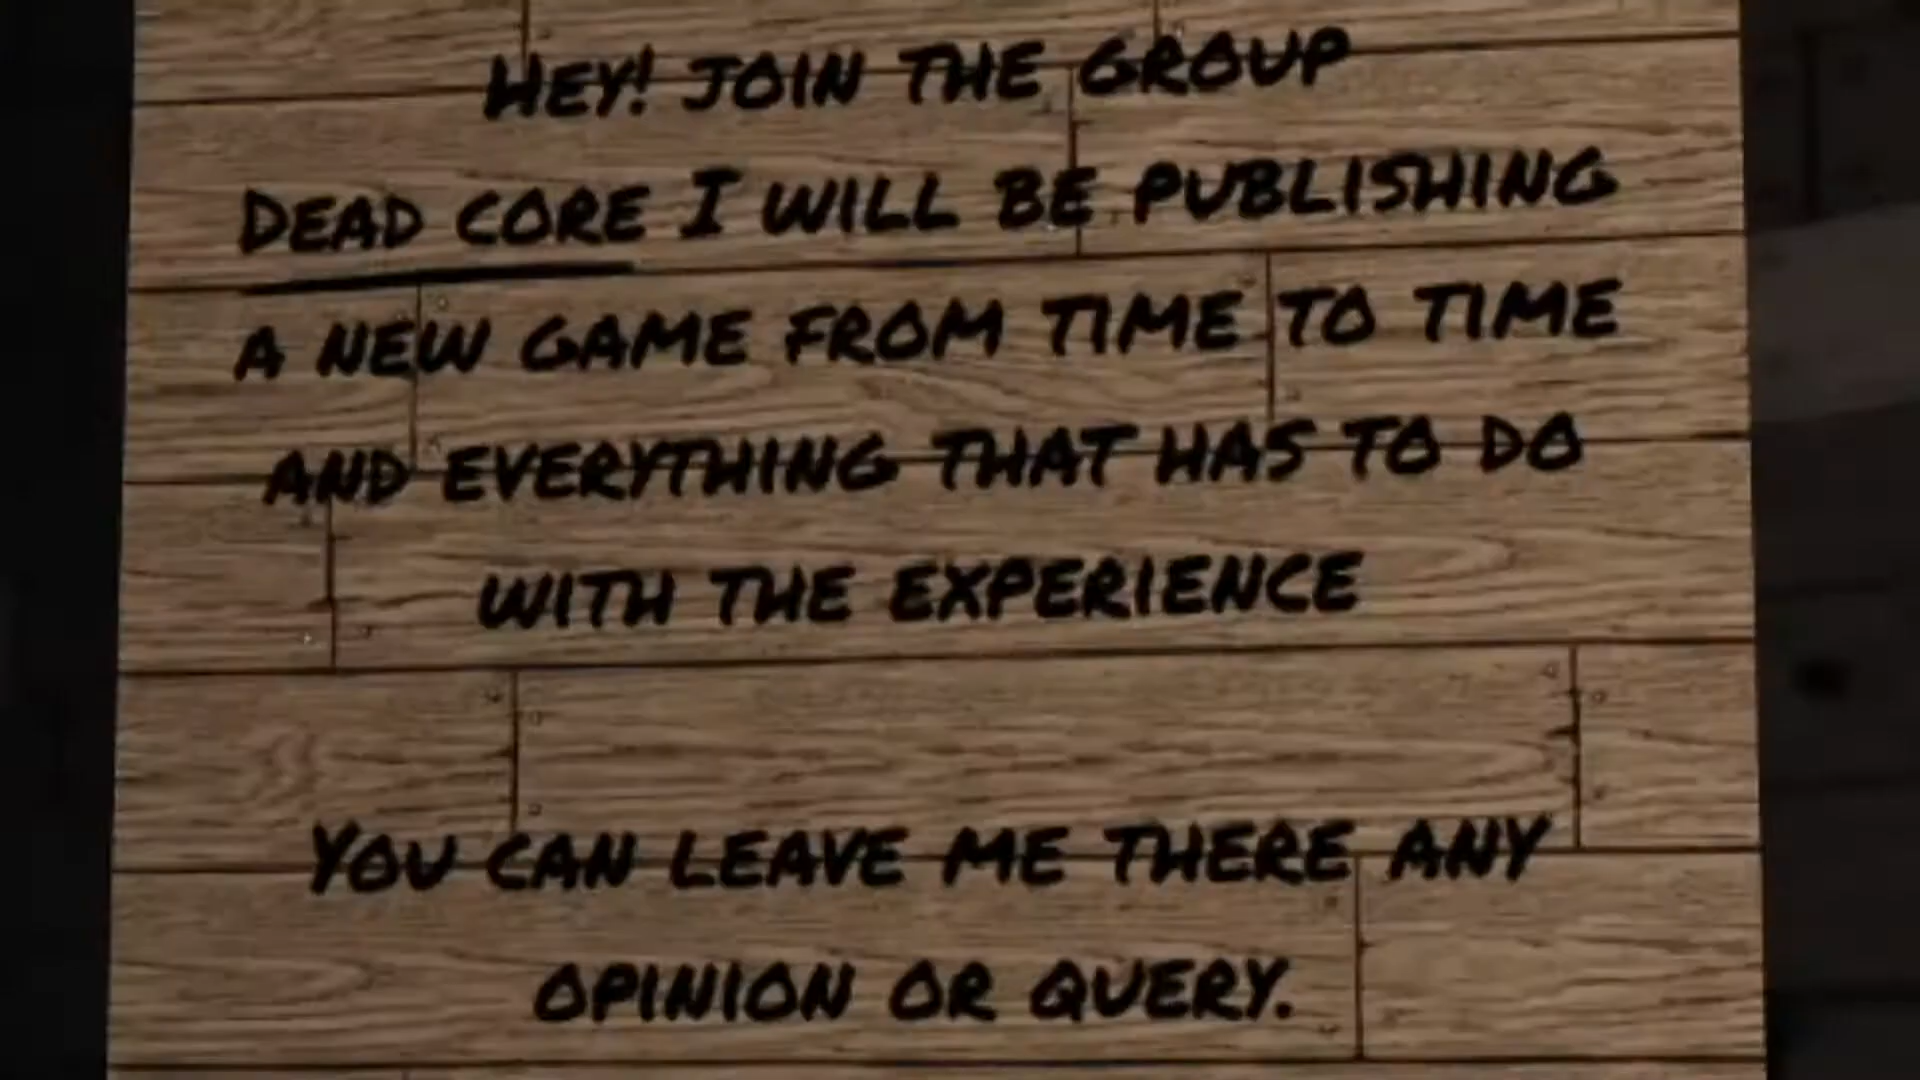 Hey! join the group
Dead core I will be publishing
a new game from time to time
and everything that has to do
with the experience
You can leave me there any
opinion or query.